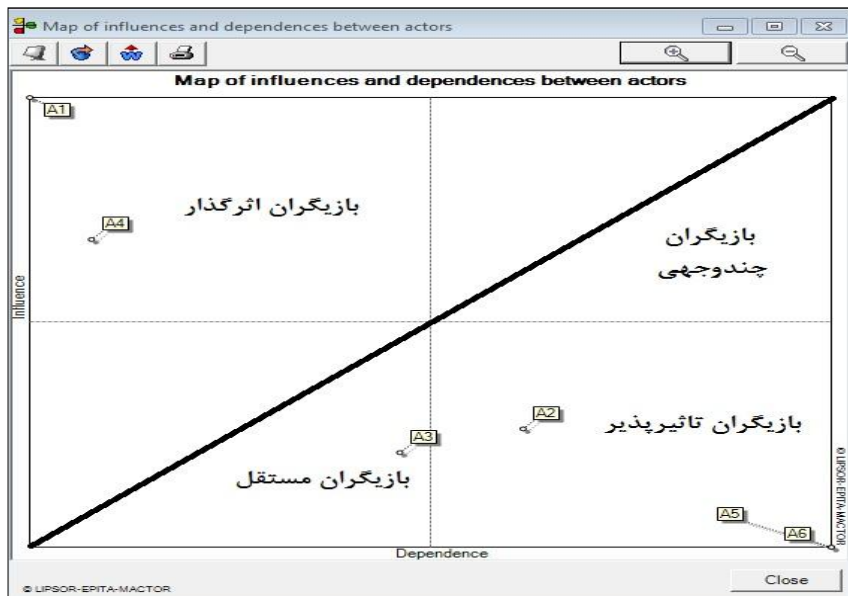 Map of influences and dependences between actors
Map of influences and dependences between actors
A1
A4
بازیگران اثرگذار
بازیگران
چندوجهی
Influence
A2
بازیگران تاثیرپذیر
A3
بازیگران مستقل
A5
A6
© LIPSOR-EPITA-MACTOR
Dependence
© LIPSOR-EPITA-MACTOR
Close